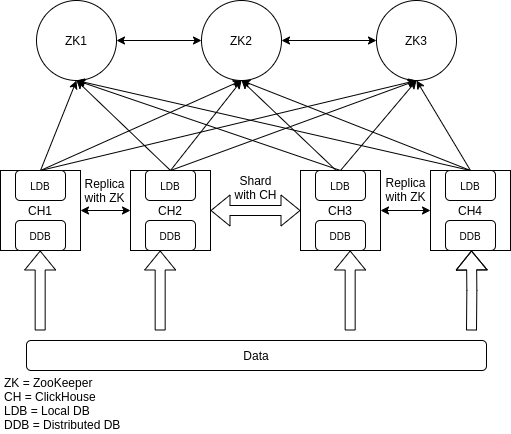 ZK1
ZK2
ZK3
LDB
CH1
DDB
Replica
with ZK
LDB
CH2
DDB
Shard
with CH
LDB
CH3
DDB
Replica
with ZK
LDB
CH4
DDB
Data
ZK = ZooKeeper
CH = ClickHouse
LDB = Local DB
DDB = Distributed DB